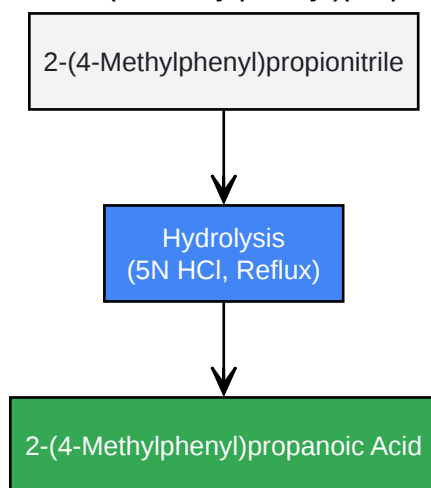 2-(4-Methylphenyl)propionitrile
Hydrolysis
(5N HCl, Reflux)
2-(4-Methylphenyl)propanoic Acid